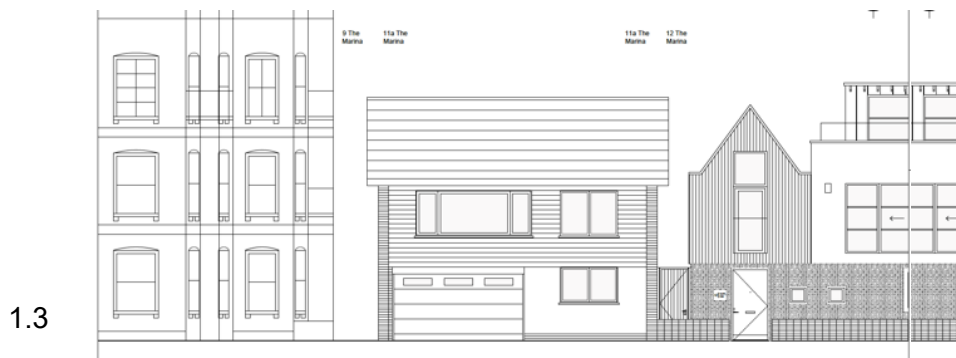 9 The
Marina
11a The
Marina
11a The
Marina
12 The
Marina
1.3